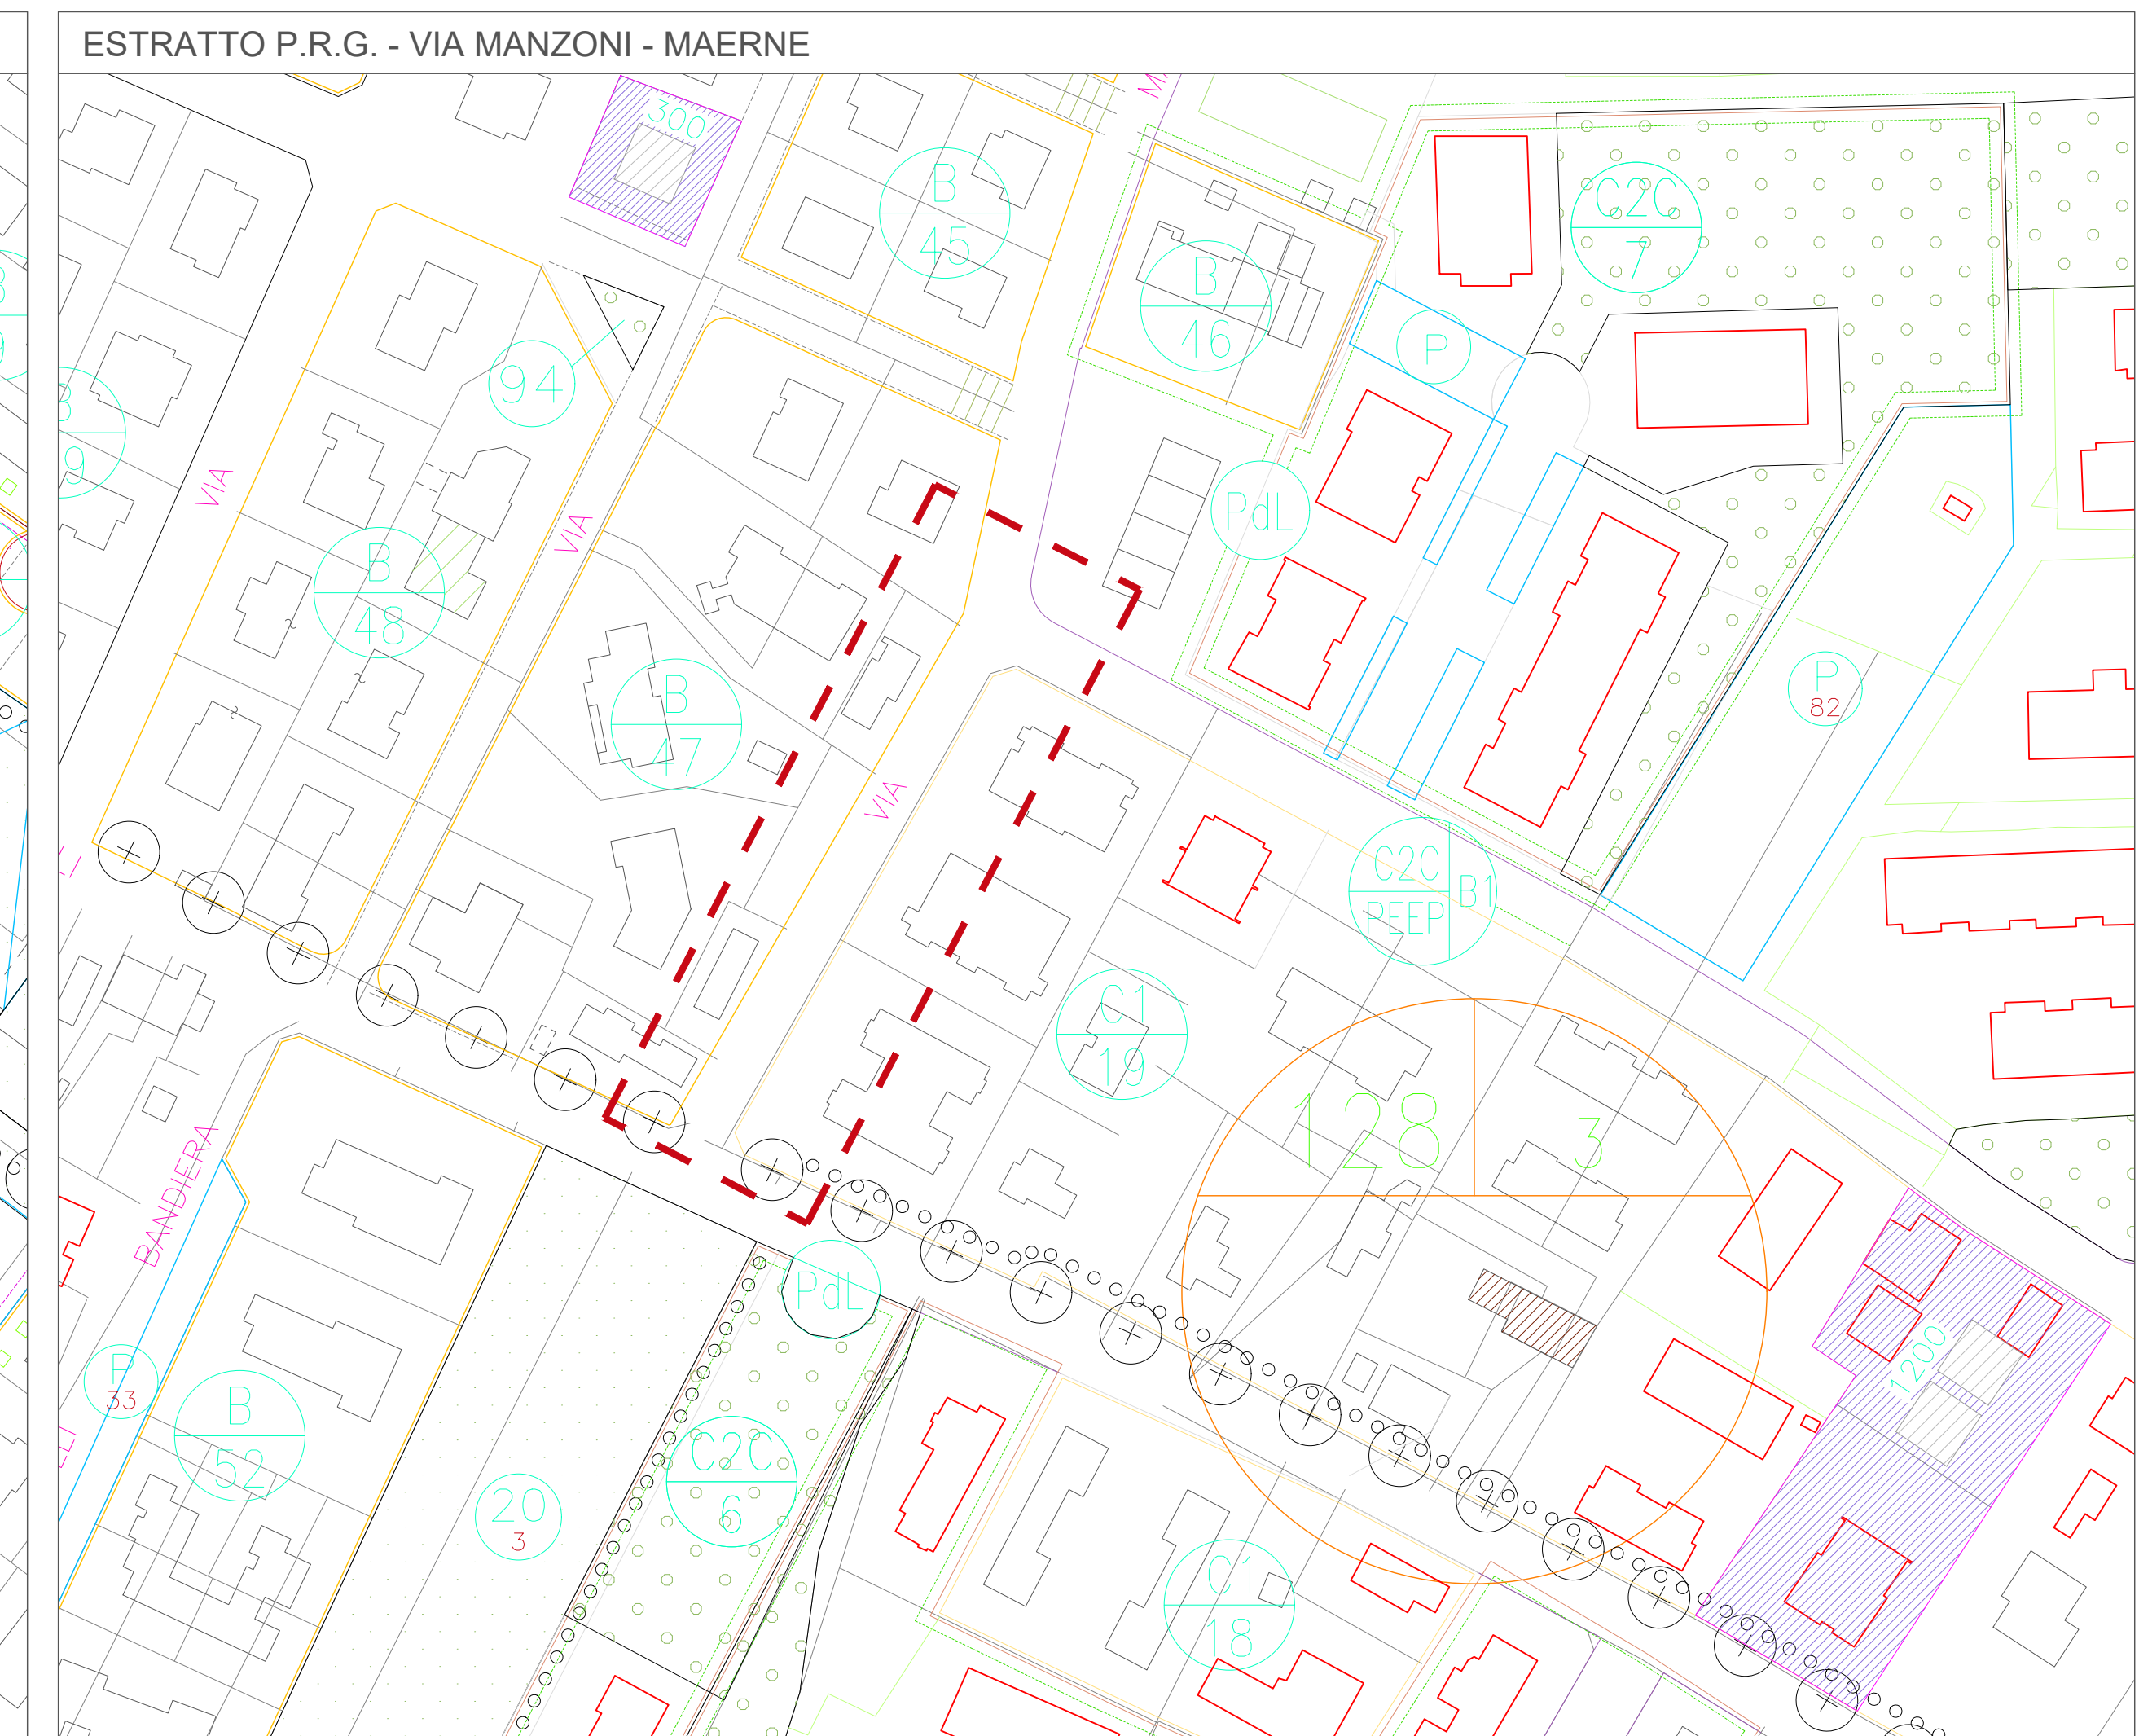 ESTRATTO P.R.G. - VIA MANZONI - MAERNE
300
B
45
C2C
7
B
46
P
94
9
VIA
VIA
PdL
B
48
B
47
P
82
VIA
C2C
PEEP
B1
C1
19
128
3
BANDIERA
PdL
P
33
B
52
1200
C2C
6
20
3
C1
18